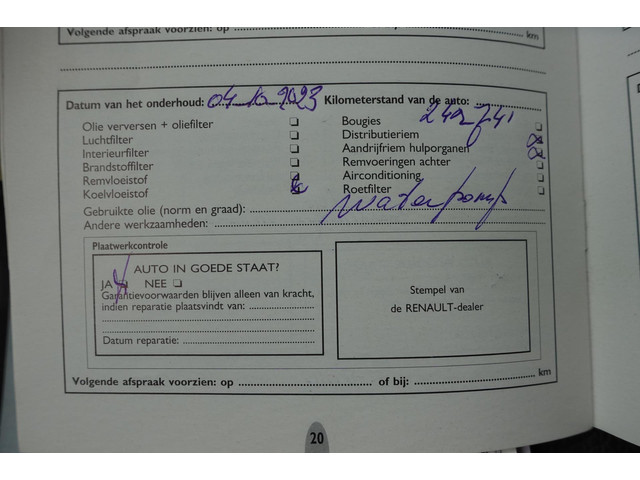 Volgende afspraak voorzien: op km
Datum van het onderhoud: 04-10-2023 Kilometerstand van de auto:
Olie verversen + oliefilter Bougies
Luchtfilter Distributieriem
Interieurfilter Aandrijfriem hulporganen
Brandstoffilter Remvoeringen achter
Remvloeistof Airconditioning
Koelvloeistof Roetfilter
Gebruikte olie (norm en graad): Waterpomp
Andere werkzaamheden:
Plaatwerkcontrole
AUTO IN GOEDE STAAT?
JA NEE
Garantievoorwaarden blijven alleen van kracht,
indien reparatie plaatsvindt van:
Datum reparatie:
Stempel van
de RENAULT-dealer
Volgende afspraak voorzien: op of bij: km
20